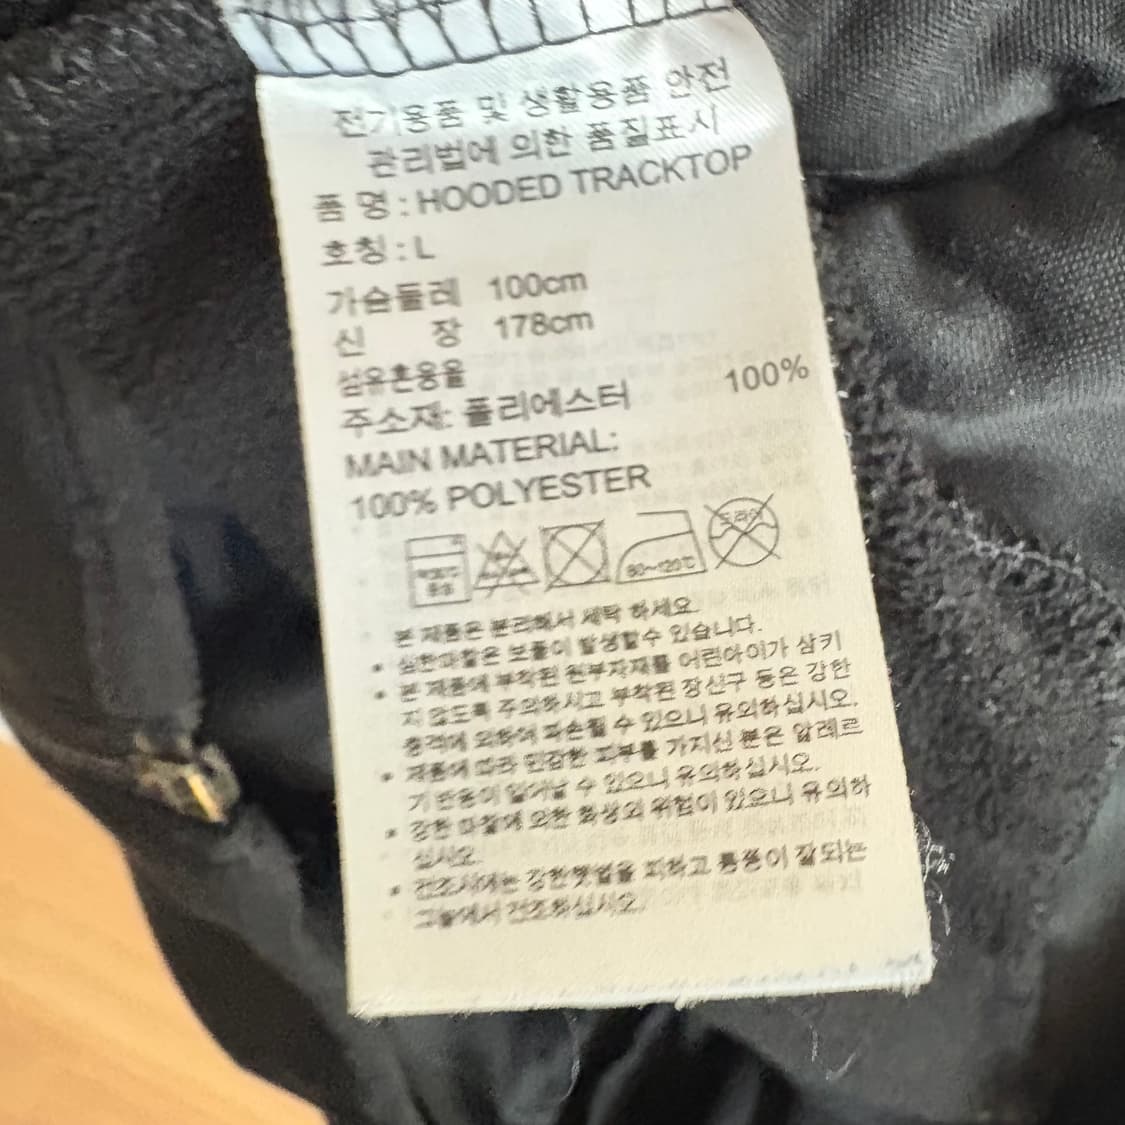 전기용품 및 생활용품 안전
관리법에 의한 품질표시
품 명 : HOODED TRACKTOP
호칭 : L
가슴둘레 100cm
신 장 178cm
섬유혼용율
주소재: 폴리에스터 100%
MAIN MATERIAL:
100% POLYESTER
드라이
80~120℃
본 제품은 분리해서 세탁 하세요.
• 심한마찰은 보풀이 발생할수 있습니다.
• 본 제품에 부착된 원부자재를 어린아이가 삼키
지 않도록 주의하시고 부착된 장신구 등은 강한
충격에 의하여 파손될 수 있으니 유의하십시오.
• 제품에 따라 민감한 피부를 가지신 분은 알레르
기 반응이 일어날 수 있으니 유의하십시오.
• 강한 마찰에 의한 화상의 위험이 있으니 유의하
십시오.
• 건조시에는 강한햇볕을 피하고 통풍이 잘되는
그늘에서 건조하십시오.